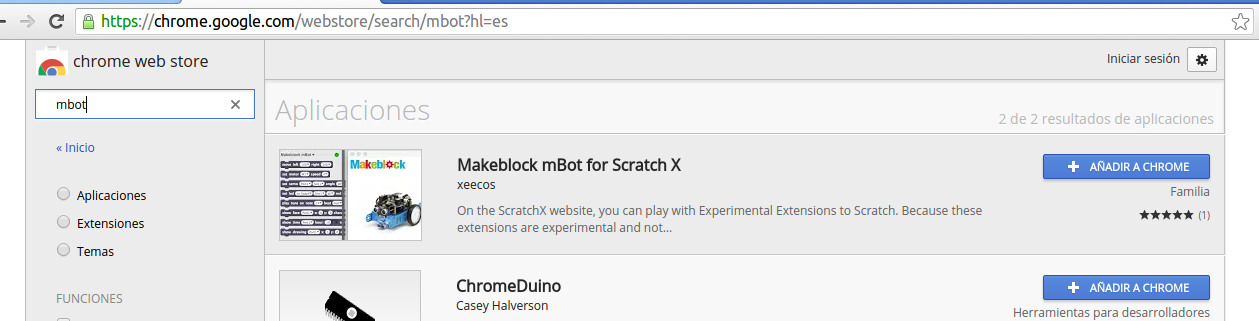 https://chrome.google.com/webstore/search/mbot?hl=es
chrome web store
Iniciar sesión
mbot
Aplicaciones
2 de 2 resultados de aplicaciones
« Inicio
Aplicaciones
Extensiones
Temas
FUNCIONES
Makeblock
Makeblock mBot for Scratch X
xeecos
On the ScratchX website, you can play with Experimental Extensions to Scratch. Because these
extensions are experimental and not...
AÑADIR A CHROME
Familia
(1)
ChromeDuino
Casey Halverson
AÑADIR A CHROME
Herramientas para desarrolladores